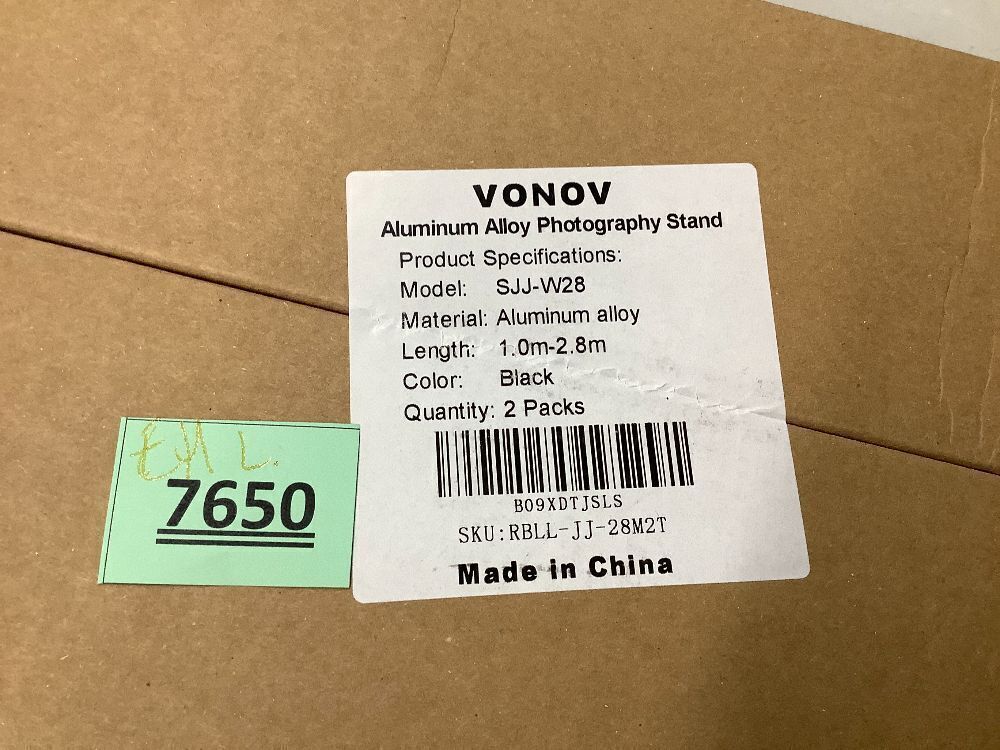 VONOV
Aluminum Alloy Photography Stand
Product Specifications:
Model: SJJ-W28
Material: Aluminum alloy
Length: 1.0m-2.8m
Color: Black
Quantity: 2 Packs
B09XDTJSLS
SKU:RBLL-JJ-28M2T
Made in China
7650